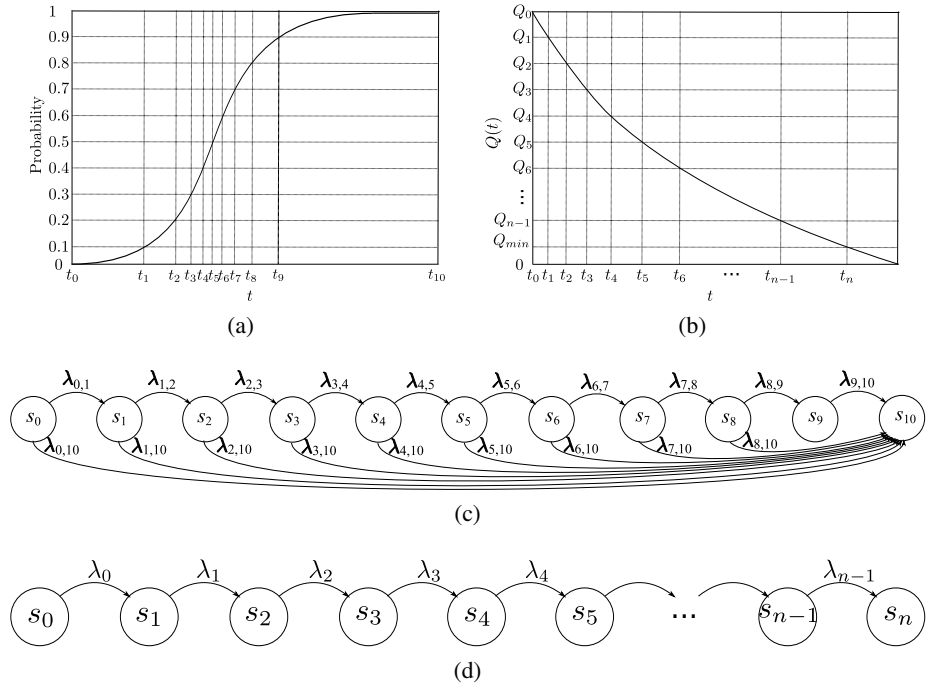 1
0.9
0.8
0.7
0.6
0.5
0.4
0.3
0.2
0.1
0
Probability
t₀ t₁ t₂ t₃ t₄ t₅ t₆ t₇ t₈ t₉ t₁₀
t
(a)
Q₀
Q₁
Q₂
Q₃
Q₄
Q₅
Q₆
⋮
Qₙ₋₁
Q_min
0
Q(t)
t₀ t₁ t₂ t₃ t₄ t₅ t₆ ... tₙ₋₁ tₙ
t
(b)
λ₀,₁ λ₁,₂ λ₂,₃ λ₃,₄ λ₄,₅ λ₅,₆ λ₆,₇ λ₇,₈ λ₈,₉ λ₉,₁₀
s₀ s₁ s₂ s₃ s₄ s₅ s₆ s₇ s₈ s₉ s₁₀
λ₀,₁₀ λ₁,₁₀ λ₂,₁₀ λ₃,₁₀ λ₄,₁₀ λ₅,₁₀ λ₆,₁₀ λ₇,₁₀ λ₈,₁₀
(c)
λ₀ λ₁ λ₂ λ₃ λ₄ λₙ₋₁
s₀ s₁ s₂ s₃ s₄ s₅ ... sₙ₋₁ sₙ
(d)